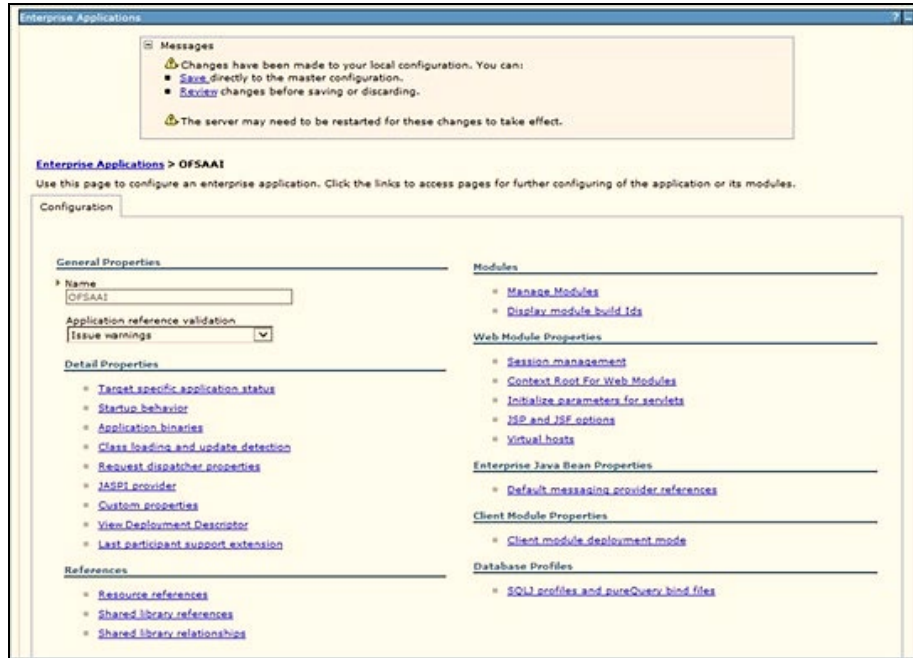 Enterprise Applications
?
Messages
Changes have been made to your local configuration. You can:
Save directly to the master configuration.
Review changes before saving or discarding.
The server may need to be restarted for these changes to take effect.
Enterprise Applications > OFSAAI
Use this page to configure an enterprise application. Click the links to access pages for further configuring of the application or its modules.
Configuration
General Properties
Name
OFSAAI
Application reference validation
Issue warnings
Detail Properties
Target specific application status
Startup behavior
Application binaries
Class loading and update detection
Request dispatcher properties
JASPI provider
Custom properties
View Deployment Descriptor
Last participant support extension
References
Resource references
Shared library references
Shared library relationships
Modules
Manage Modules
Display module build Ids
Web Module Properties
Session management
Context Root For Web Modules
Initialize parameters for servlets
JSP and JSF options
Virtual hosts
Enterprise Java Bean Properties
Default messaging provider references
Client Module Properties
Client module deployment mode
Database Profiles
SQLJ profiles and pureQuery bind files